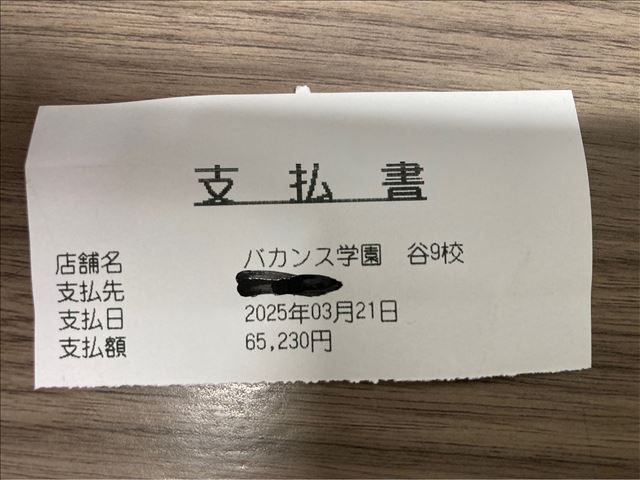 支払書
店舗名 バカンス学園 谷9校
支払先
支払日 2025年03月21日
支払額 65,230円